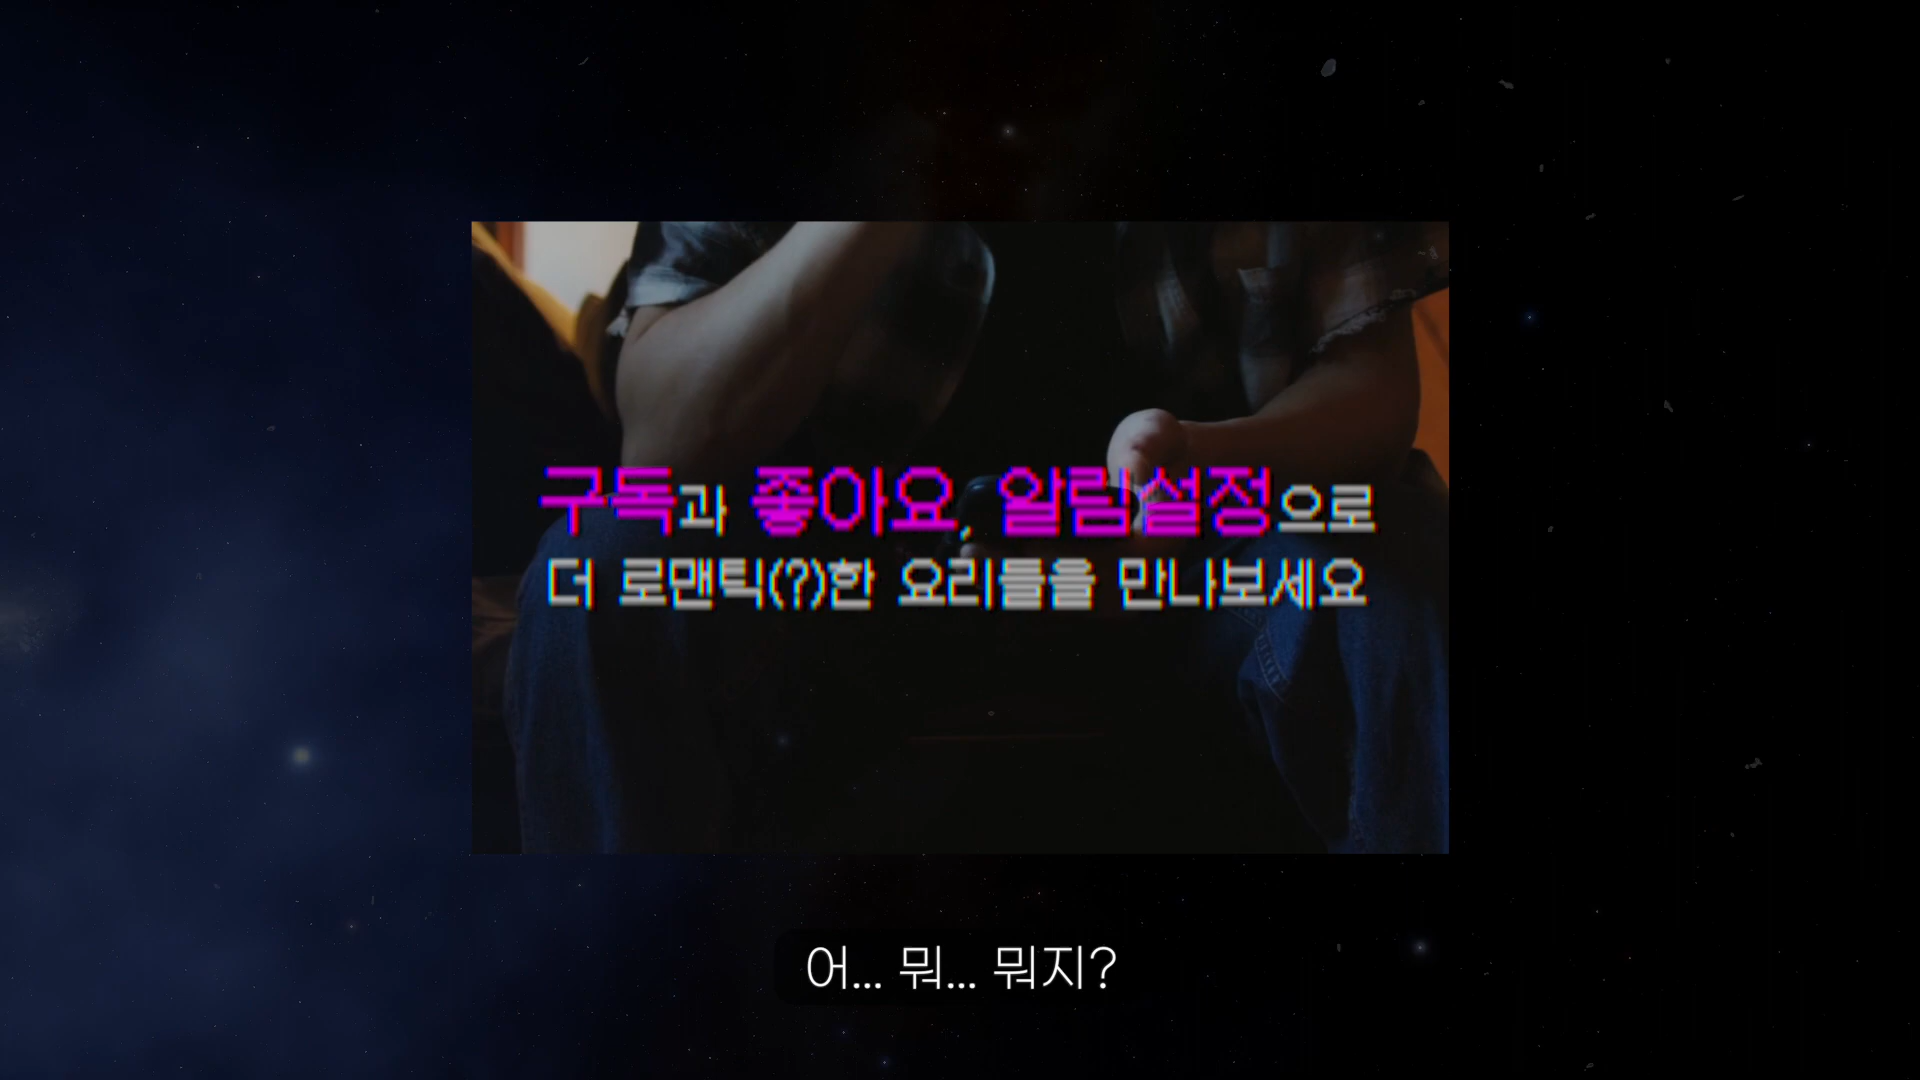 구독과 좋아요, 알림설정으로
더 로맨틱(?)한 요리들을 만나보세요
어... 뭐... 뭐지?